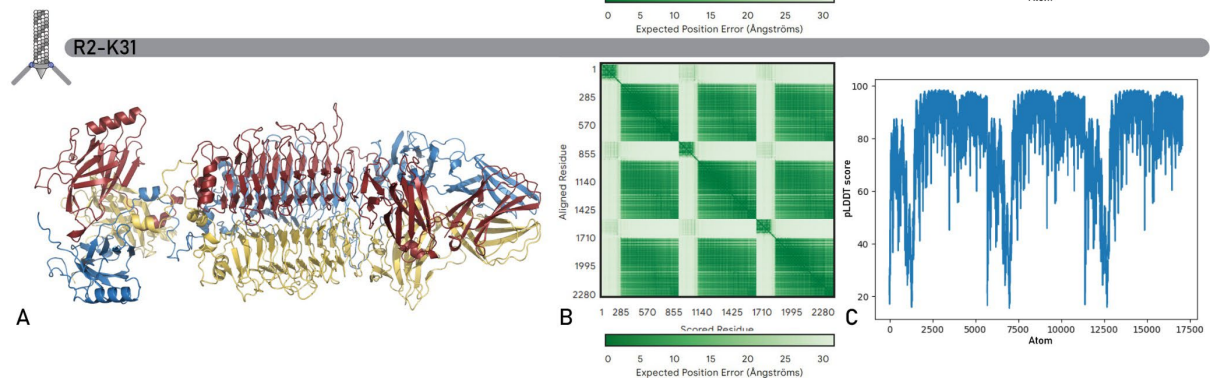 0 5 10 15 20 25 30
Expected Position Error (Ångströms)
R2-K31
A
B
Aligned Residue
1
285
570
855
1140
1425
1710
1995
2280
1 285 570 855 1140 1425 1710 1995 2280
Scored Residue
0 5 10 15 20 25 30
Expected Position Error (Ångströms)
C
pLDDT score
100
80
60
40
20
0 2500 5000 7500 10000 12500 15000 17500
Atom